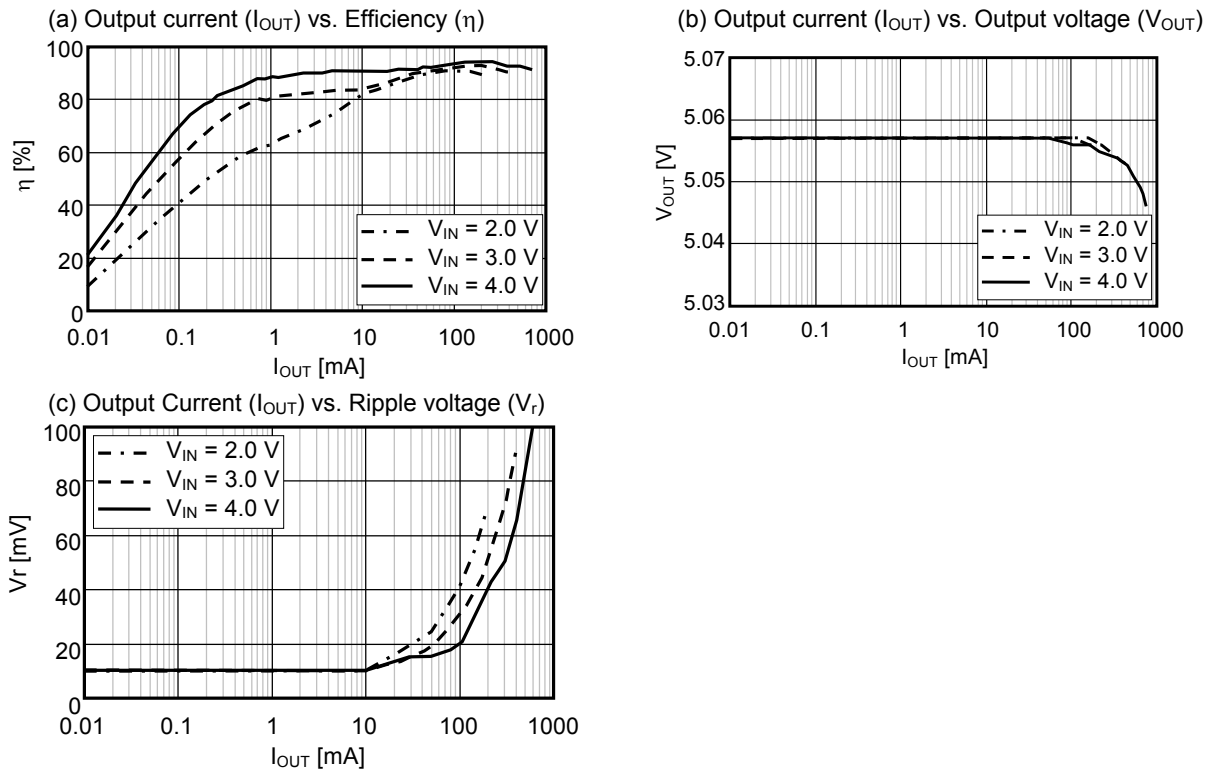 (a) Output current (IOUT) vs. Efficiency (η)
100
80
60
40
20
0
η [%]
VIN = 2.0 V
VIN = 3.0 V
VIN = 4.0 V
0.01 0.1 1 10 100 1000
IOUT [mA]
(b) Output current (IOUT) vs. Output voltage (VOUT)
5.07
5.06
5.05
5.04
5.03
VOUT [V]
VIN = 2.0 V
VIN = 3.0 V
VIN = 4.0 V
0.01 0.1 1 10 100 1000
IOUT [mA]
(c) Output Current (IOUT) vs. Ripple voltage (Vr)
100
80
60
40
20
0
Vr [mV]
VIN = 2.0 V
VIN = 3.0 V
VIN = 4.0 V
0.01 0.1 1 10 100 1000
IOUT [mA]